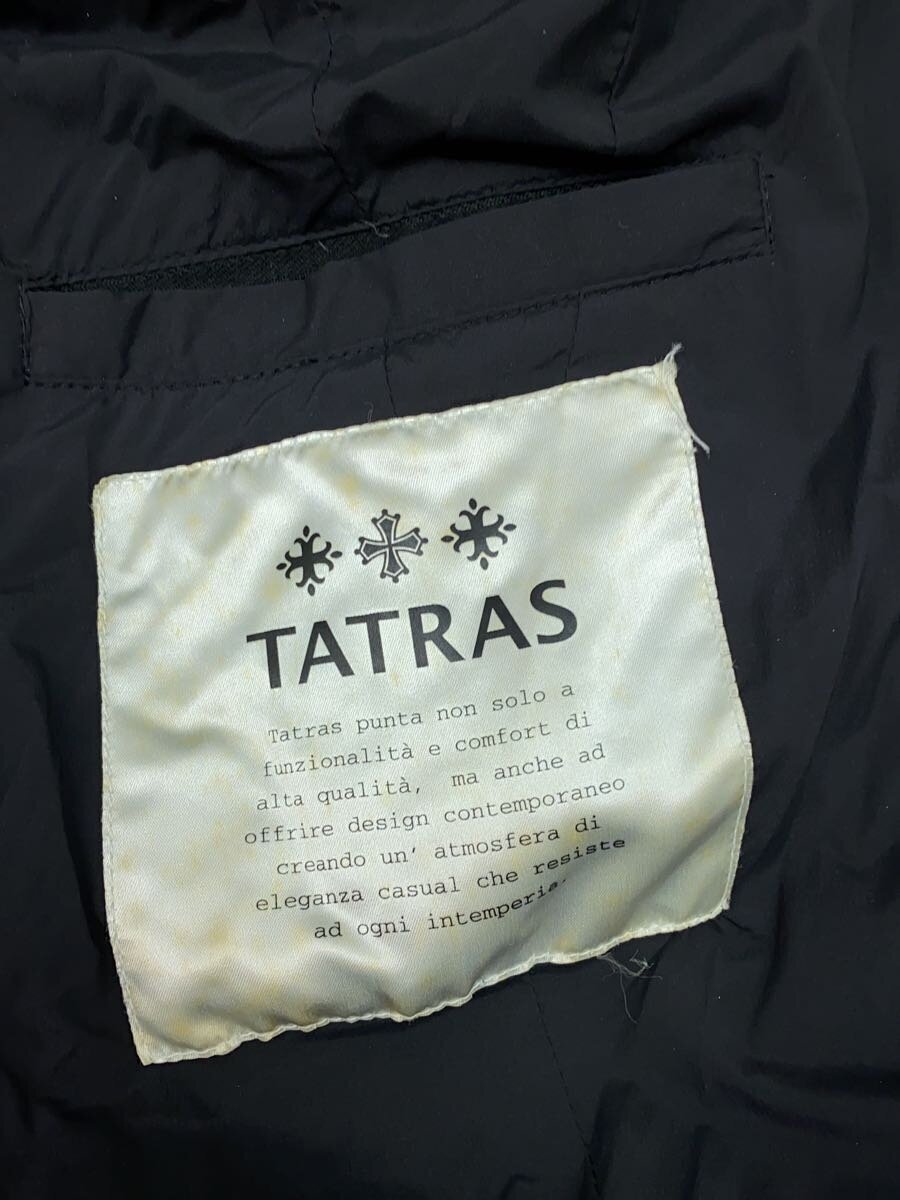 TATRAS
Tatras punta non solo a
funzionalità e comfort di
alta qualità, ma anche ad
offrire design contemporaneo
creando un' atmosfera di
eleganza casual che resiste
ad ogni intemperia.